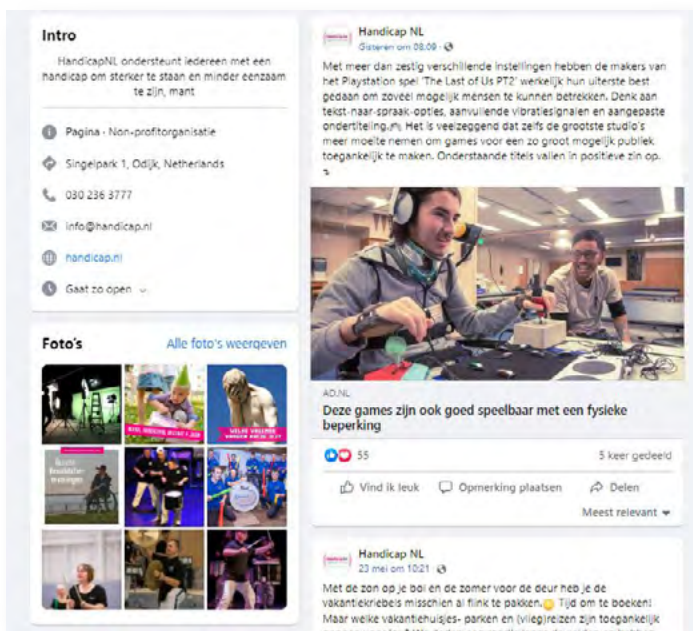 Intro
HandicapNL ondersteunt iedereen met een
handicap om sterker te staan en minder eenzaam
te zijn, mant
Pagina · Non-profitorganisatie
Singelpark 1, Odijk, Netherlands
030 236 3777
info@handicap.nl
handicap.nl
Gaat zo open
Foto's
Alle foto's weergeven
Handicap NL
Gisteren om 08:09 ·
Met meer dan zestig verschillende instellingen hebben de makers van
het Playstation spel 'The Last of Us PT2' werkelijk hun uiterste best
gedaan om zoveel mogelijk mensen te kunnen betrekken. Denk aan
tekst-naar-spraak-opties, aanvullende vibratiesignalen en aangepaste
ondertiteling. Het is veelzeggend dat zelfs de grootste studio's
meer moeite nemen om games voor een zo groot mogelijk publiek
toegankelijk te maken. Onderstaande titels vallen in positieve zin op.
AD.NL
Deze games zijn ook goed speelbaar met een fysieke
beperking
55
5 keer gedeeld
Vind ik leuk
Opmerking plaatsen
Delen
Meest relevant
Handicap NL
23 mei om 10:21 ·
Met de zon op je bol en de zomer voor de deur heb je de
vakantiekriebels misschien al flink te pakken. Tijd om te boeken!
Maar welke vakantiehuisjes- parken en (vlieg)reizen zijn toegankelijk